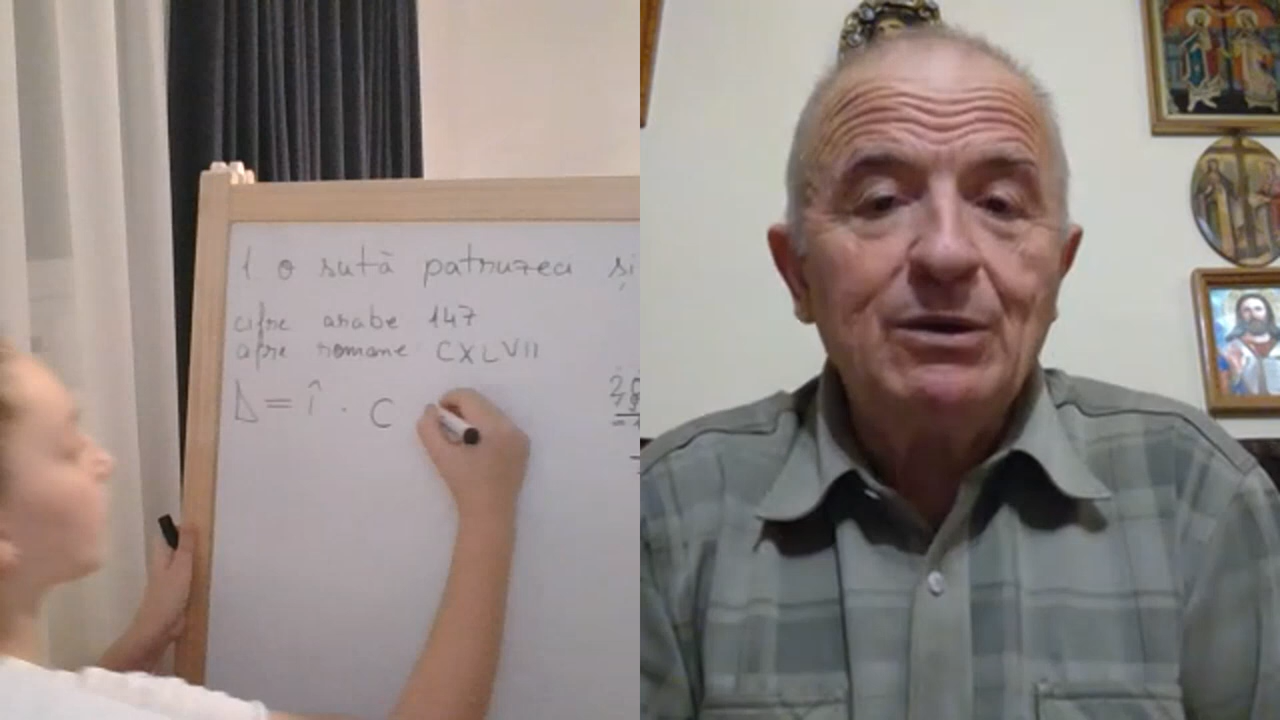 1. o sută patruzeci și
cifre arabe 147
cifre romane CXLVII
D = î · C